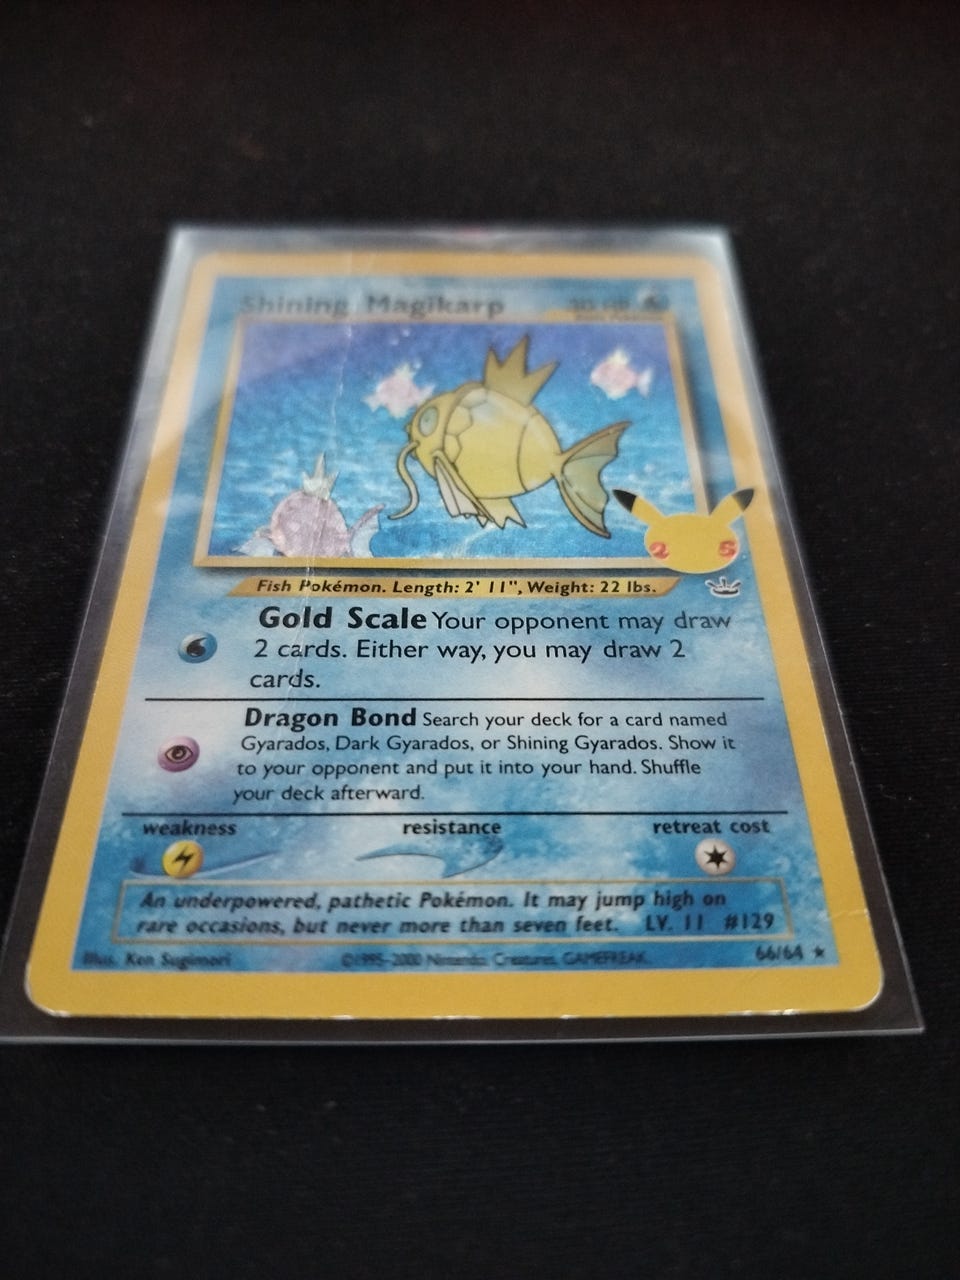 Shining Magikarp 30 HP
25
Fish Pokémon. Length: 2' 11", Weight: 22 lbs.
Gold Scale Your opponent may draw
2 cards. Either way, you may draw 2
cards.
Dragon Bond Search your deck for a card named
Gyarados, Dark Gyarados, or Shining Gyarados. Show it
to your opponent and put it into your hand. Shuffle
your deck afterward.
weakness resistance retreat cost
An underpowered, pathetic Pokémon. It may jump high on
rare occasions, but never more than seven feet. LV. 11 #129
Illus. Ken Sugimori ©1995-2000 Nintendo, Creatures, GAMEFREAK. 66/64